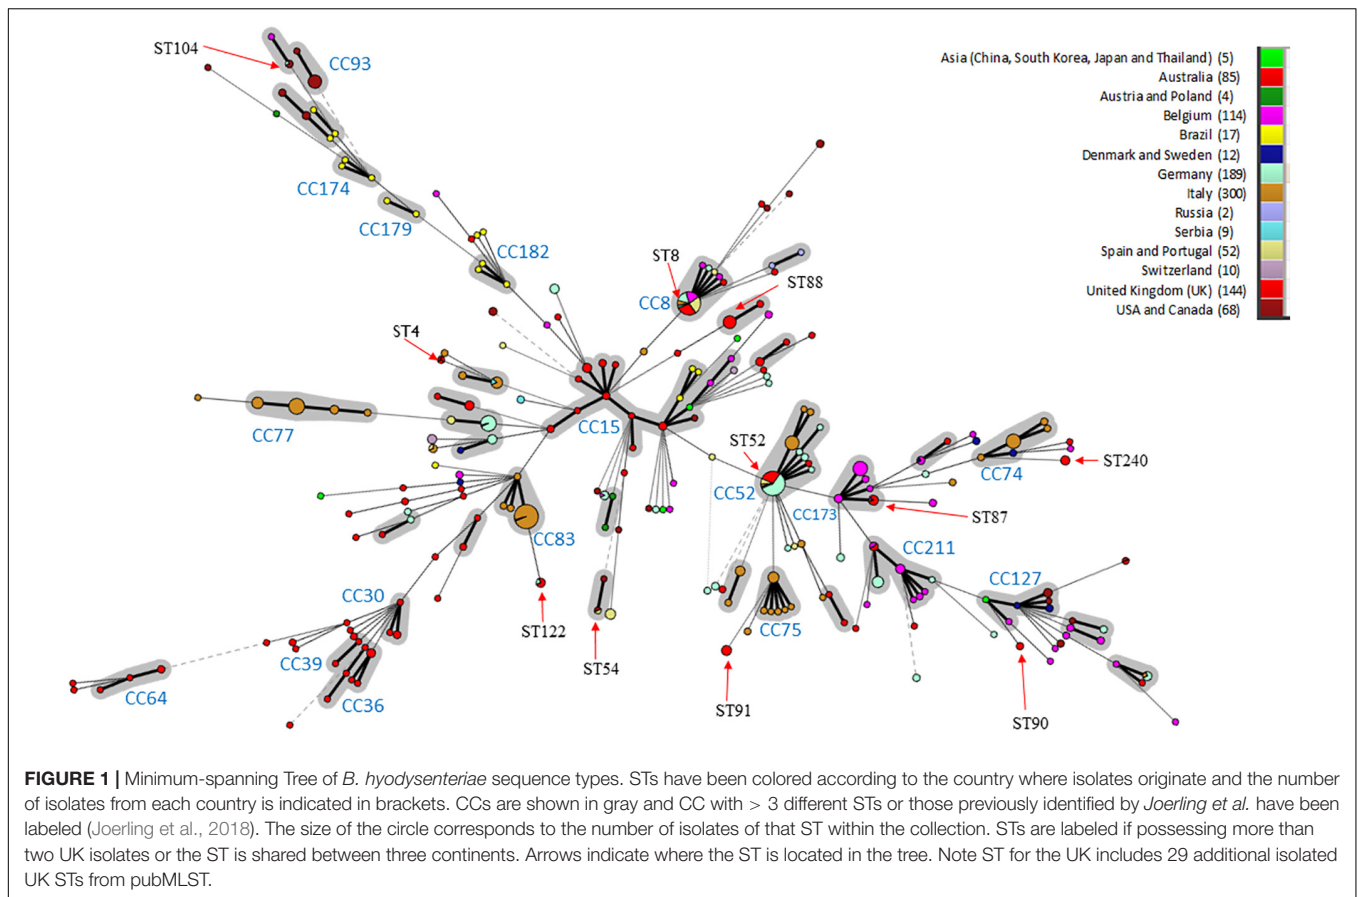 ST104
CC93
CC174
CC179
CC182
ST8
CC8
ST88
ST4
CC77
CC15
ST52
CC52
CC173
CC74
ST240
ST87
CC83
CC211
CC127
CC30
ST122
ST54
CC75
CC39
CC64
CC36
ST91
ST90
Asia (China, South Korea, Japan and Thailand) (5)
Australia (85)
Austria and Poland (4)
Belgium (114)
Brazil (17)
Denmark and Sweden (12)
Germany (189)
Italy (300)
Russia (2)
Serbia (9)
Spain and Portugal (52)
Switzerland (10)
United Kingdom (UK) (144)
USA and Canada (68)
FIGURE 1 | Minimum-spanning Tree of B. hyodysenteriae sequence types. STs have been colored according to the country where isolates originate and the number
of isolates from each country is indicated in brackets. CCs are shown in gray and CC with > 3 different STs or those previously identified by Joerling et al. have been
labeled (Joerling et al., 2018). The size of the circle corresponds to the number of isolates of that ST within the collection. STs are labeled if possessing more than
two UK isolates or the ST is shared between three continents. Arrows indicate where the ST is located in the tree. Note ST for the UK includes 29 additional isolated
UK STs from pubMLST.